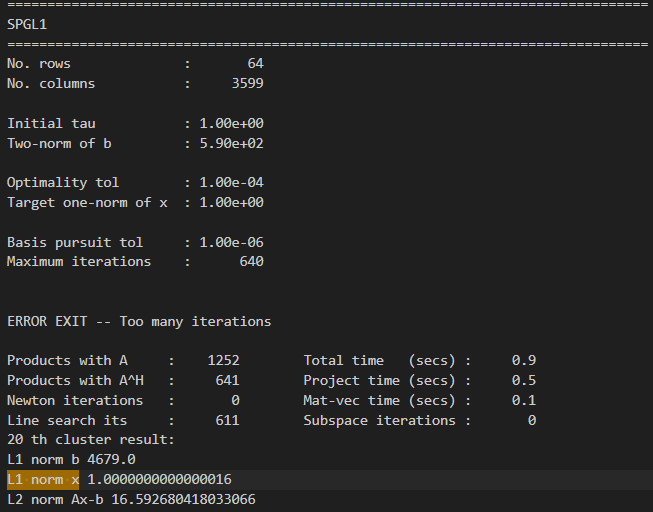 ================================================================================
SPGL1
================================================================================
No. rows : 64
No. columns : 3599
Initial tau : 1.00e+00
Two-norm of b : 5.90e+02
Optimality tol : 1.00e-04
Target one-norm of x : 1.00e+00
Basis pursuit tol : 1.00e-06
Maximum iterations : 640
ERROR EXIT -- Too many iterations
Products with A : 1252 Total time (secs) : 0.9
Products with A^H : 641 Project time (secs) : 0.5
Newton iterations : 0 Mat-vec time (secs) : 0.1
Line search its : 611 Subspace iterations : 0
20 th cluster result:
L1 norm b 4679.0
L1 norm x 1.0000000000000016
L2 norm Ax-b 16.592680418033066